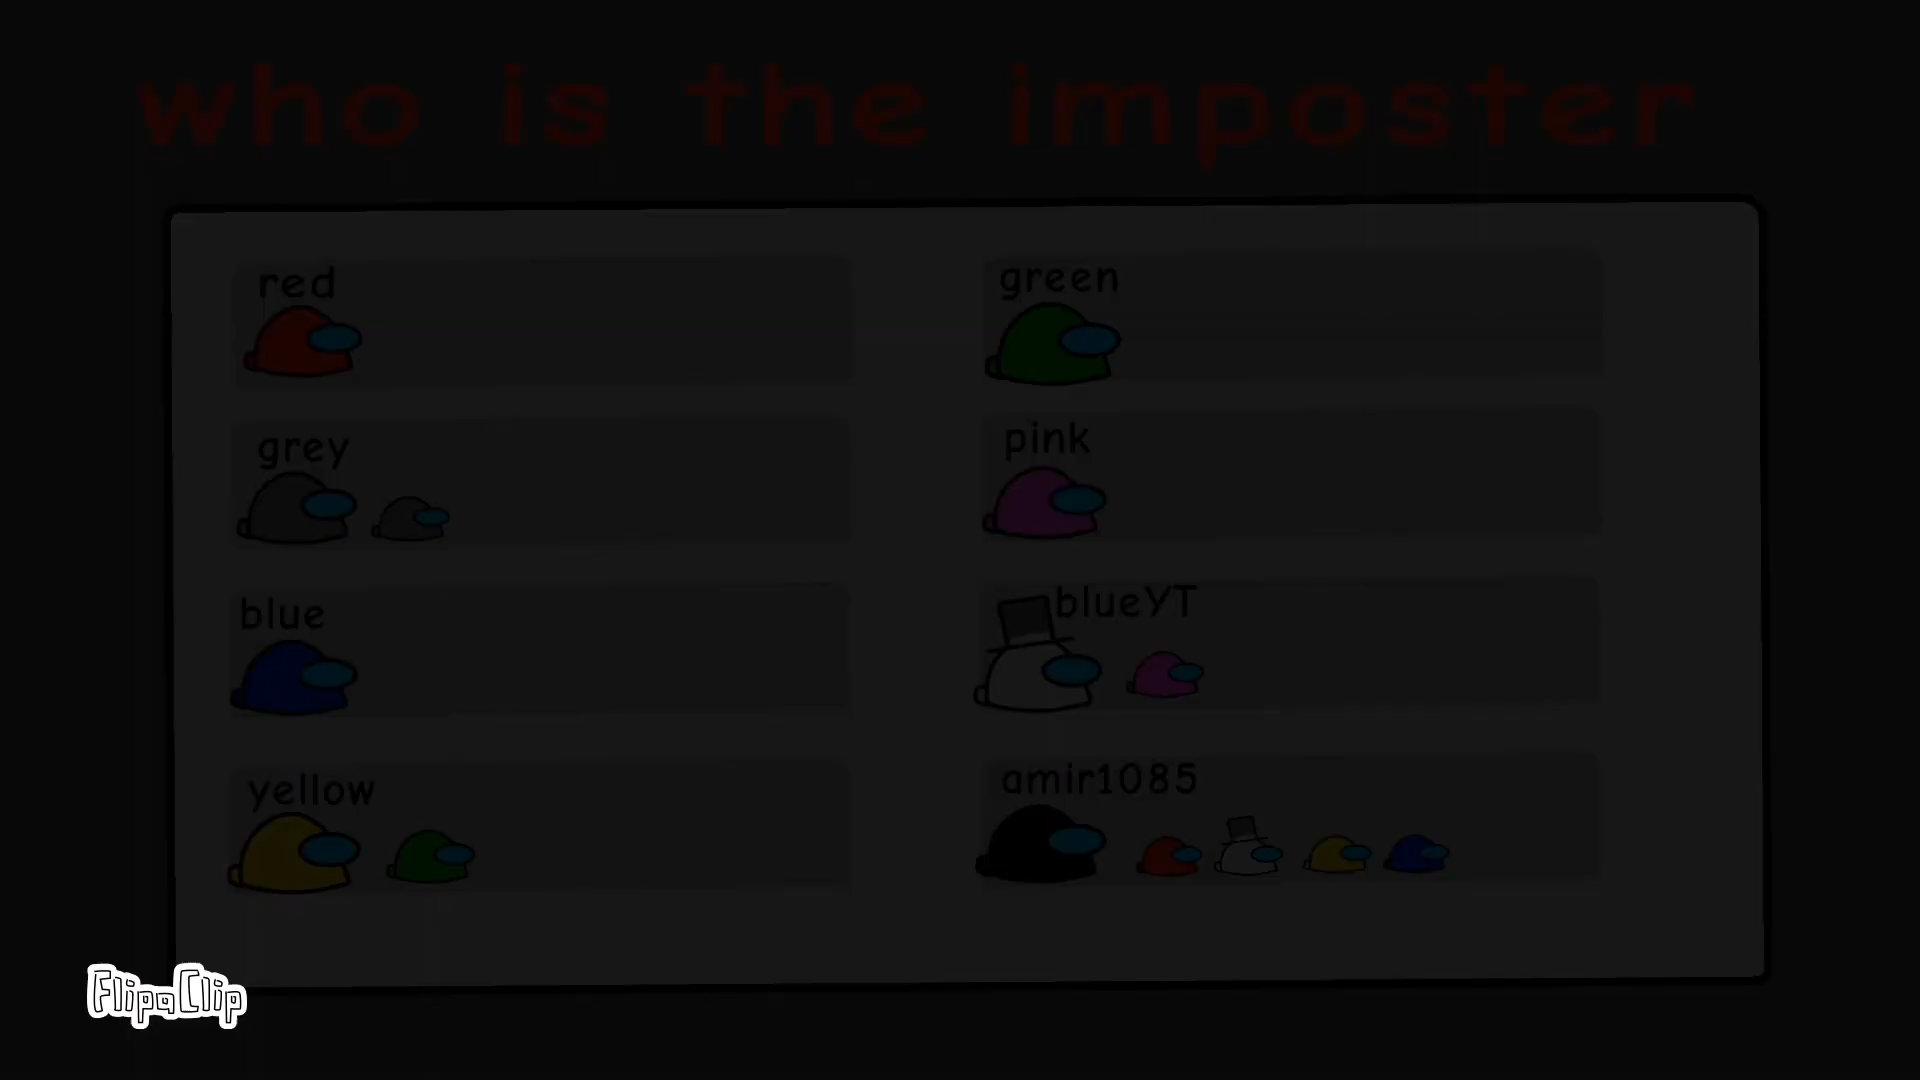 who is the imposter
red
green
grey
pink
blue
blueYT
yellow
amir1085
FlipaClip